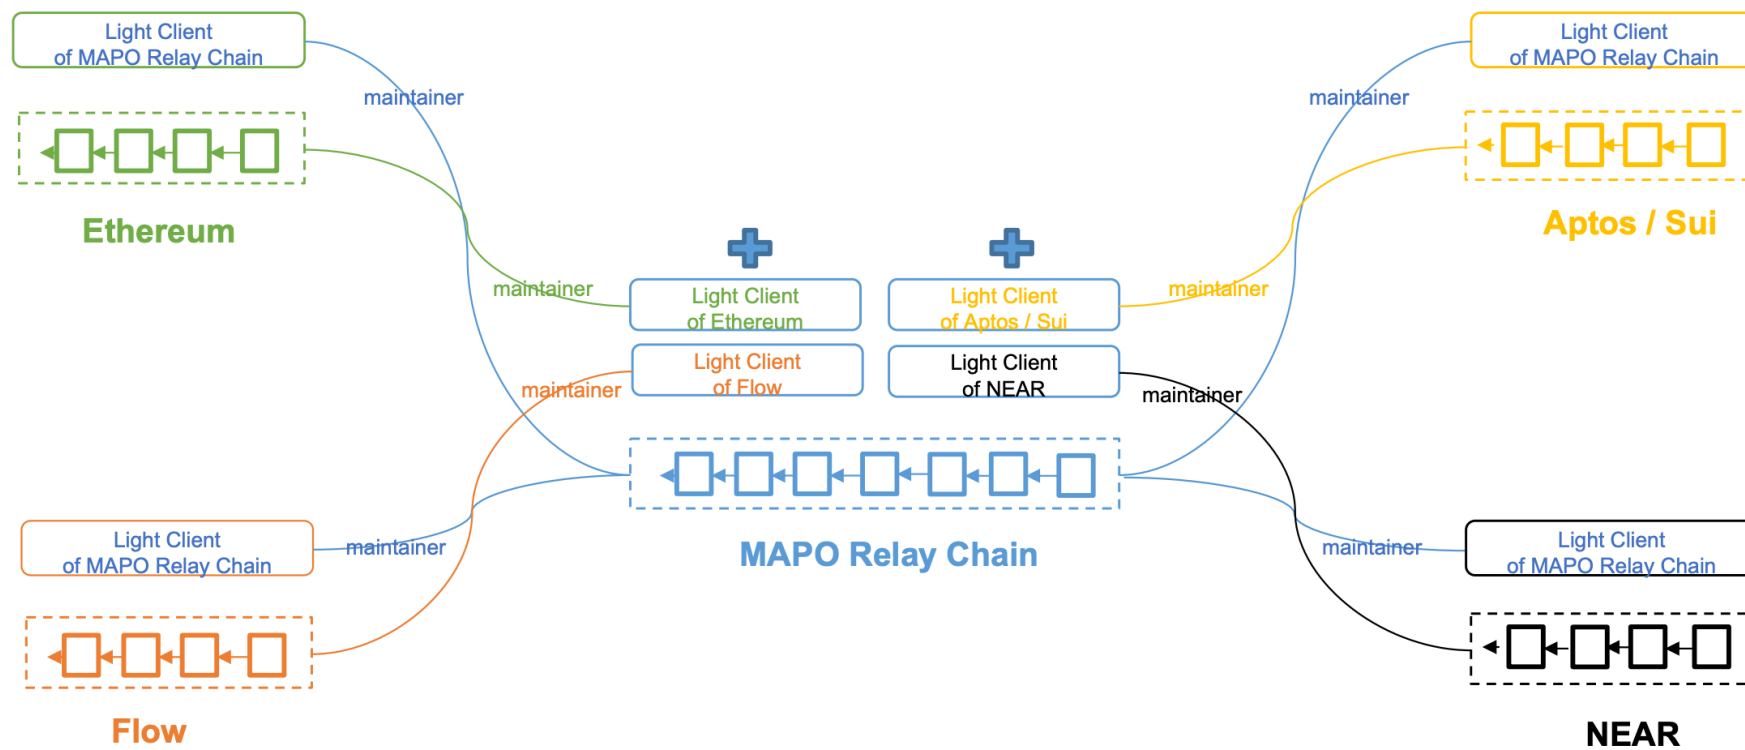 Light Client
of MAPO Relay Chain
Light Client
of MAPO Relay Chain
maintainer
maintainer
Ethereum
Aptos / Sui
maintainer
maintainer
Light Client
of Ethereum
Light Client
of Aptos / Sui
Light Client
of Flow
Light Client
of NEAR
maintainer
maintainer
MAPO Relay Chain
Light Client
of MAPO Relay Chain
maintainer
maintainer
Light Client
of MAPO Relay Chain
Flow
NEAR